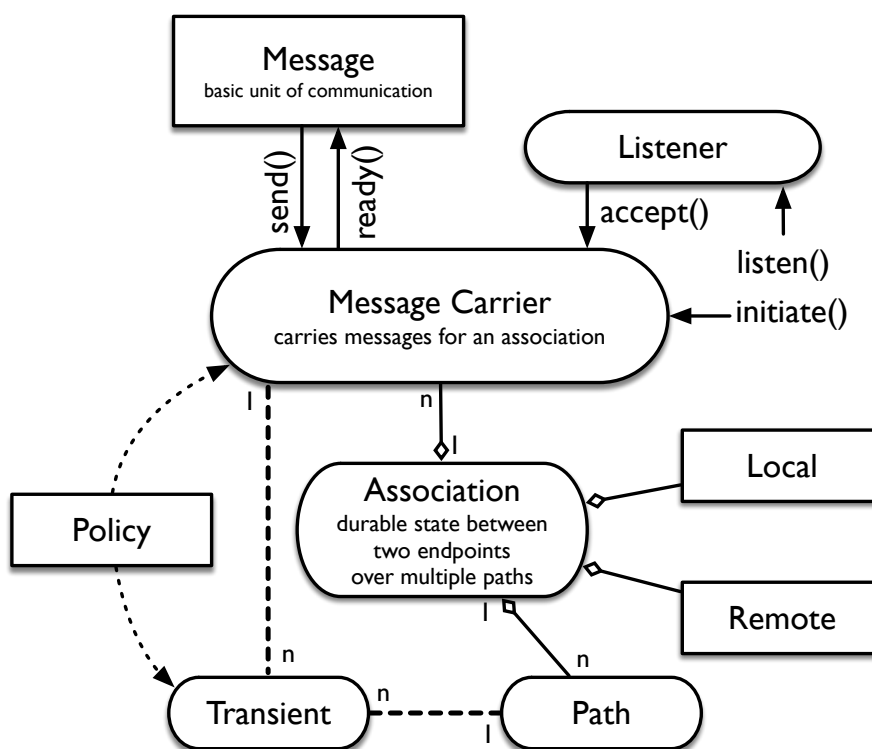 Message
basic unit of communication
Listener
send()
ready()
accept()
listen()
initiate()
Message Carrier
carries messages for an association
1
n
1
Local
Association
durable state between
two endpoints
over multiple paths
Policy
Remote
1
n
n
n
1
Transient
Path